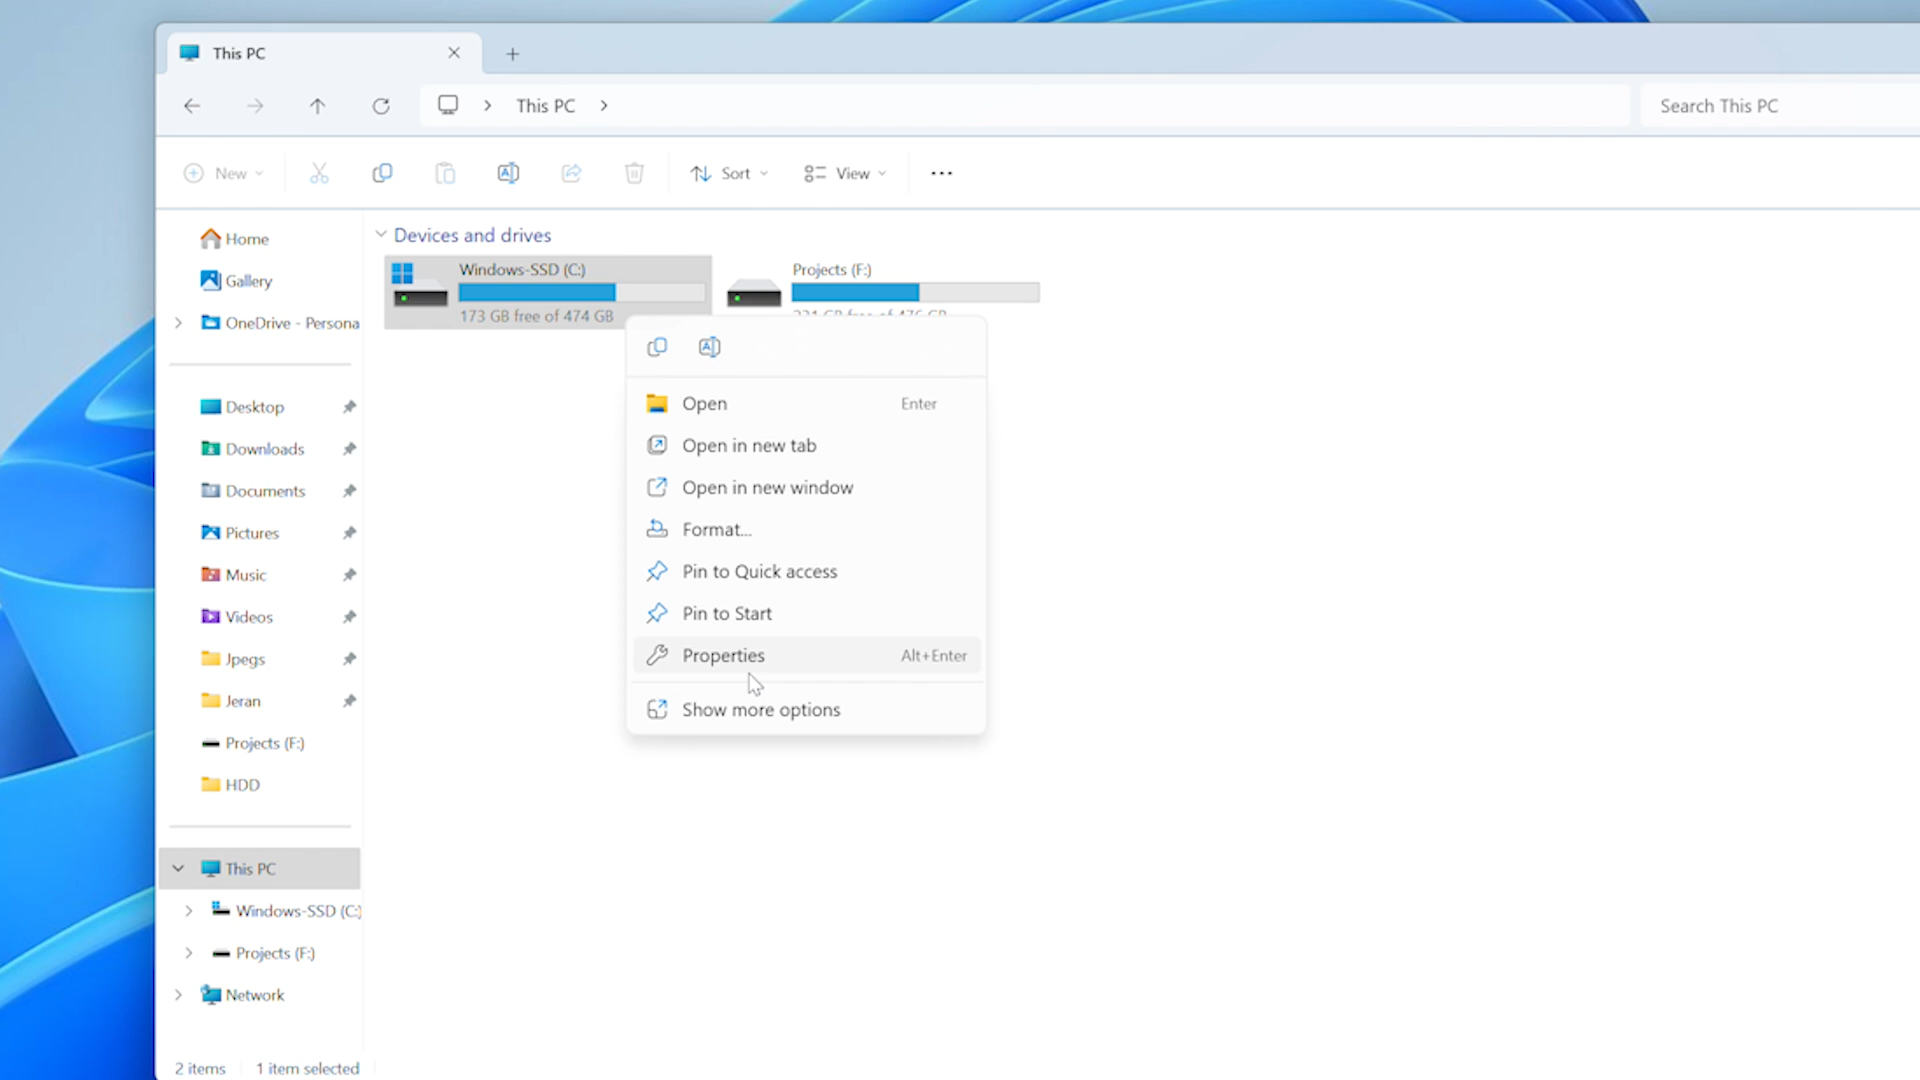 This PC
This PC
Search This PC
New
Sort
View
Home
Gallery
OneDrive - Persona
Desktop
Downloads
Documents
Pictures
Music
Videos
Jpegs
Jeran
Projects (F:)
HDD
This PC
Windows-SSD (C:)
Projects (F:)
Network
2 items
1 item selected
Devices and drives
Windows-SSD (C:)
173 GB free of 474 GB
Projects (F:)
Open Enter
Open in new tab
Open in new window
Format...
Pin to Quick access
Pin to Start
Properties Alt+Enter
Show more options